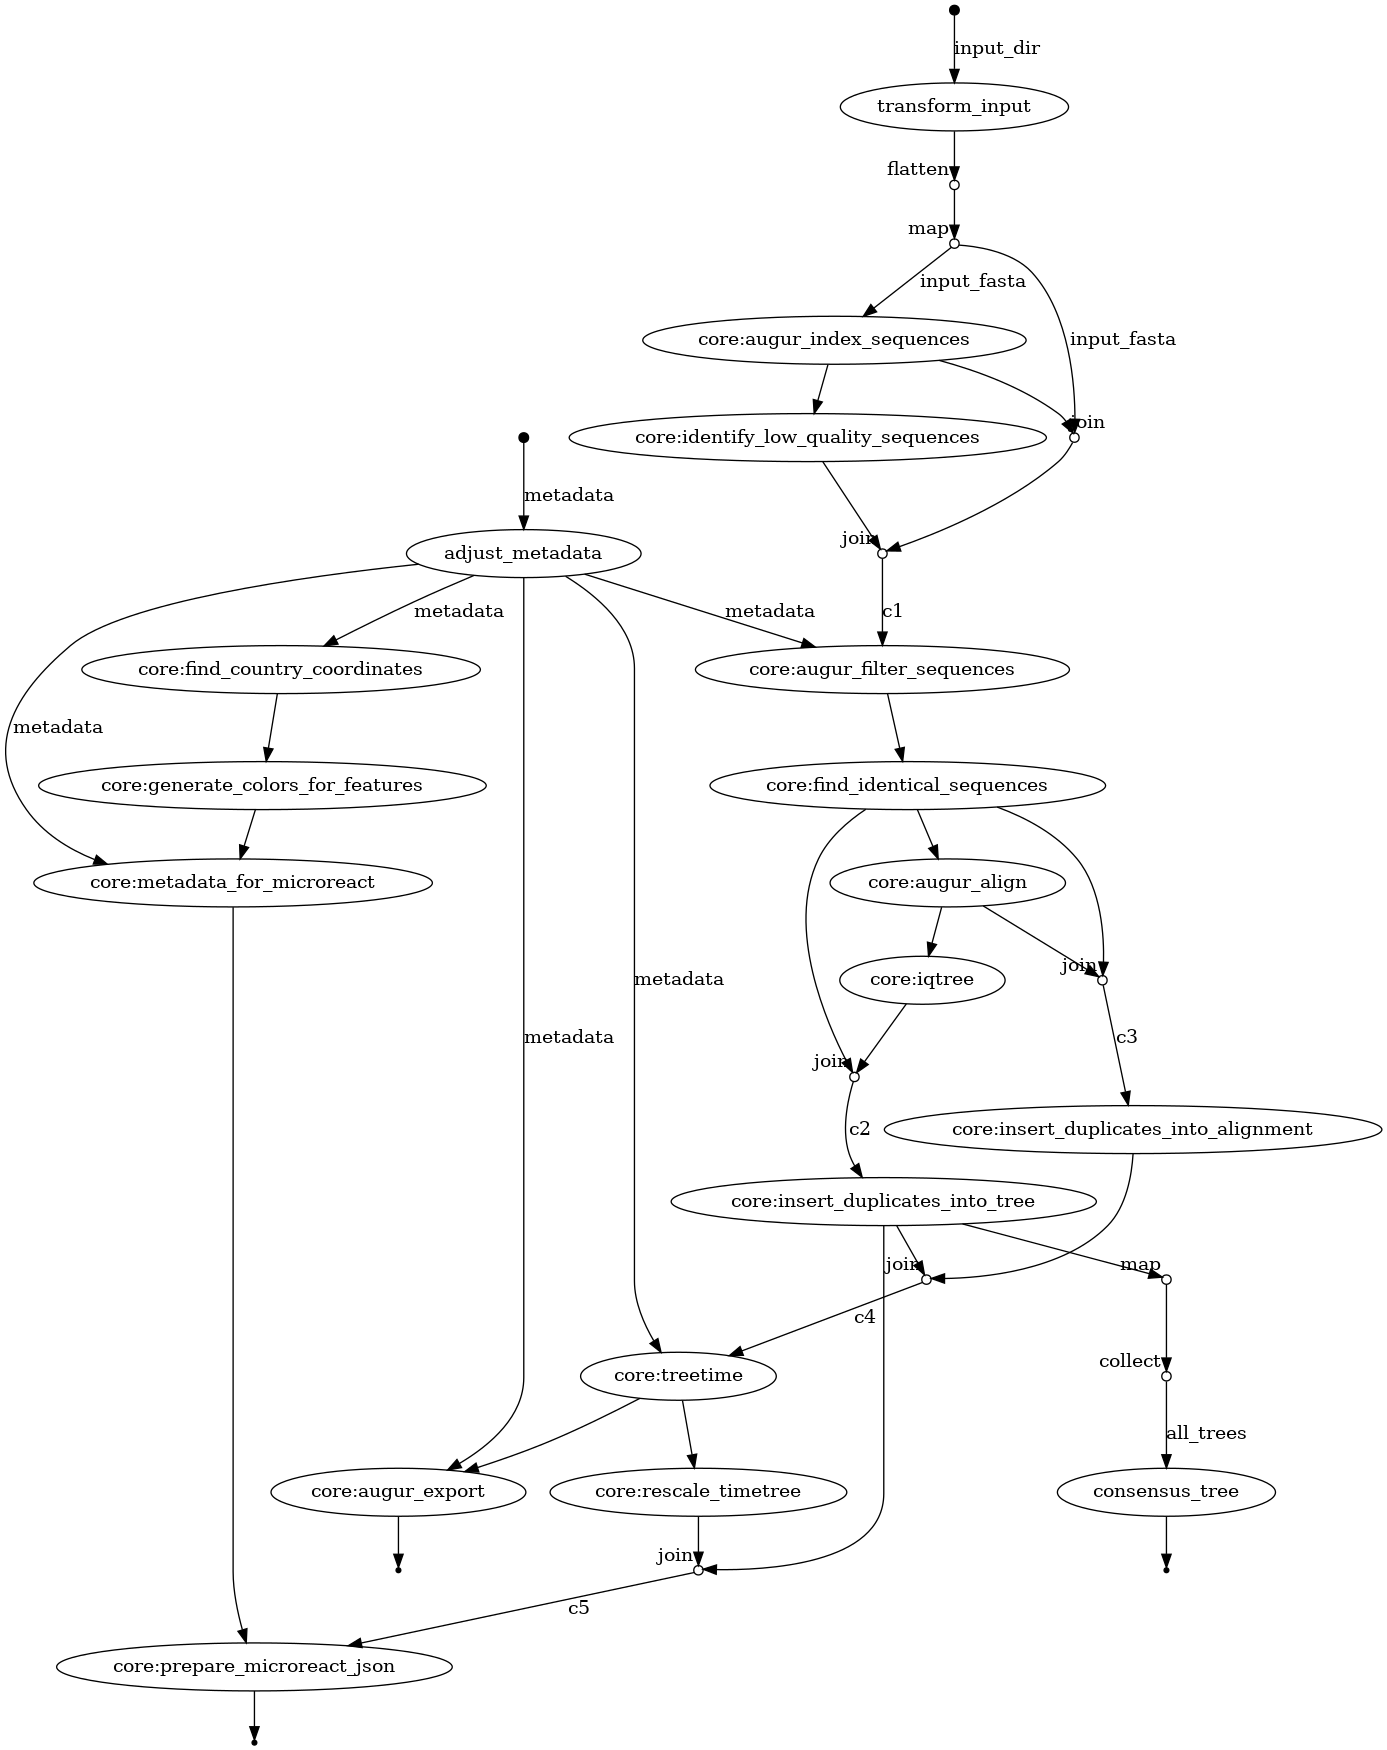 input_dir
transform_input
flatten
map
input_fasta
core:augur_index_sequences
input_fasta
join
core:identify_low_quality_sequences
metadata
join
adjust_metadata
metadata
metadata
c1
core:find_country_coordinates
core:augur_filter_sequences
metadata
core:generate_colors_for_features
core:find_identical_sequences
core:metadata_for_microreact
core:augur_align
join
metadata
core:iqtree
metadata
c3
join
c2
core:insert_duplicates_into_alignment
core:insert_duplicates_into_tree
join
map
c4
collect
core:treetime
all_trees
core:augur_export
core:rescale_timetree
consensus_tree
join
c5
core:prepare_microreact_json